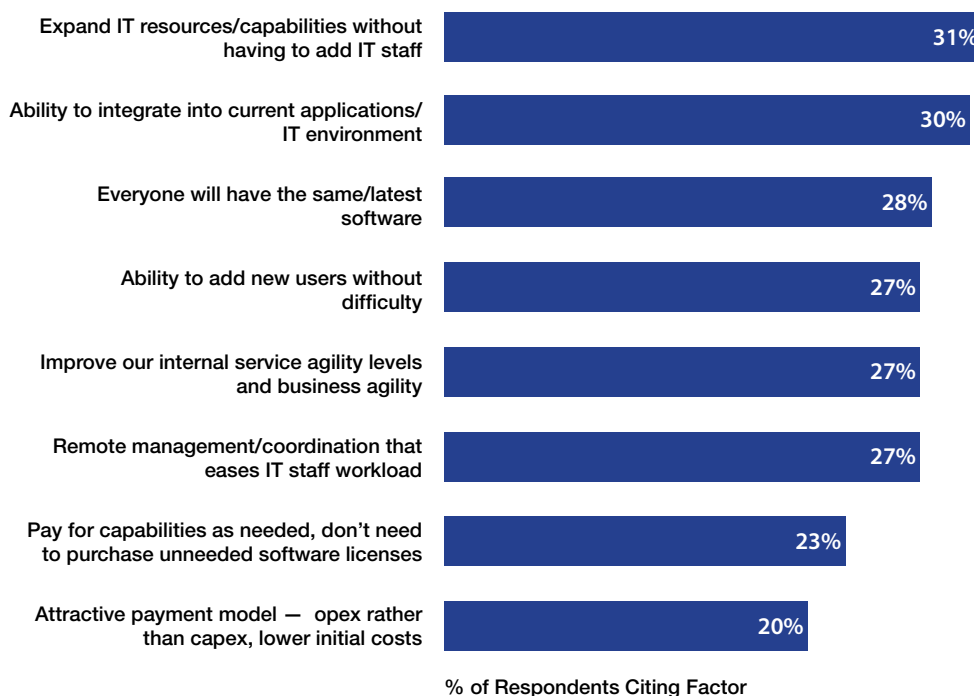 Expand IT resources/capabilities without
having to add IT staff
31%
Ability to integrate into current applications/
IT environment
30%
Everyone will have the same/latest
software
28%
Ability to add new users without
difficulty
27%
Improve our internal service agility levels
and business agility
27%
Remote management/coordination that
eases IT staff workload
27%
Pay for capabilities as needed, don’t need
to purchase unneeded software licenses
23%
Attractive payment model — opex rather
than capex, lower initial costs
20%
% of Respondents Citing Factor